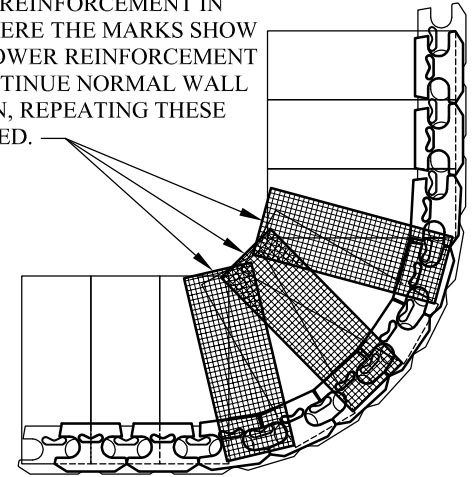 REINFORCEMENT IN
ERE THE MARKS SHOW
OWER REINFORCEMENT
TINUE NORMAL WALL
N, REPEATING THESE
ED.